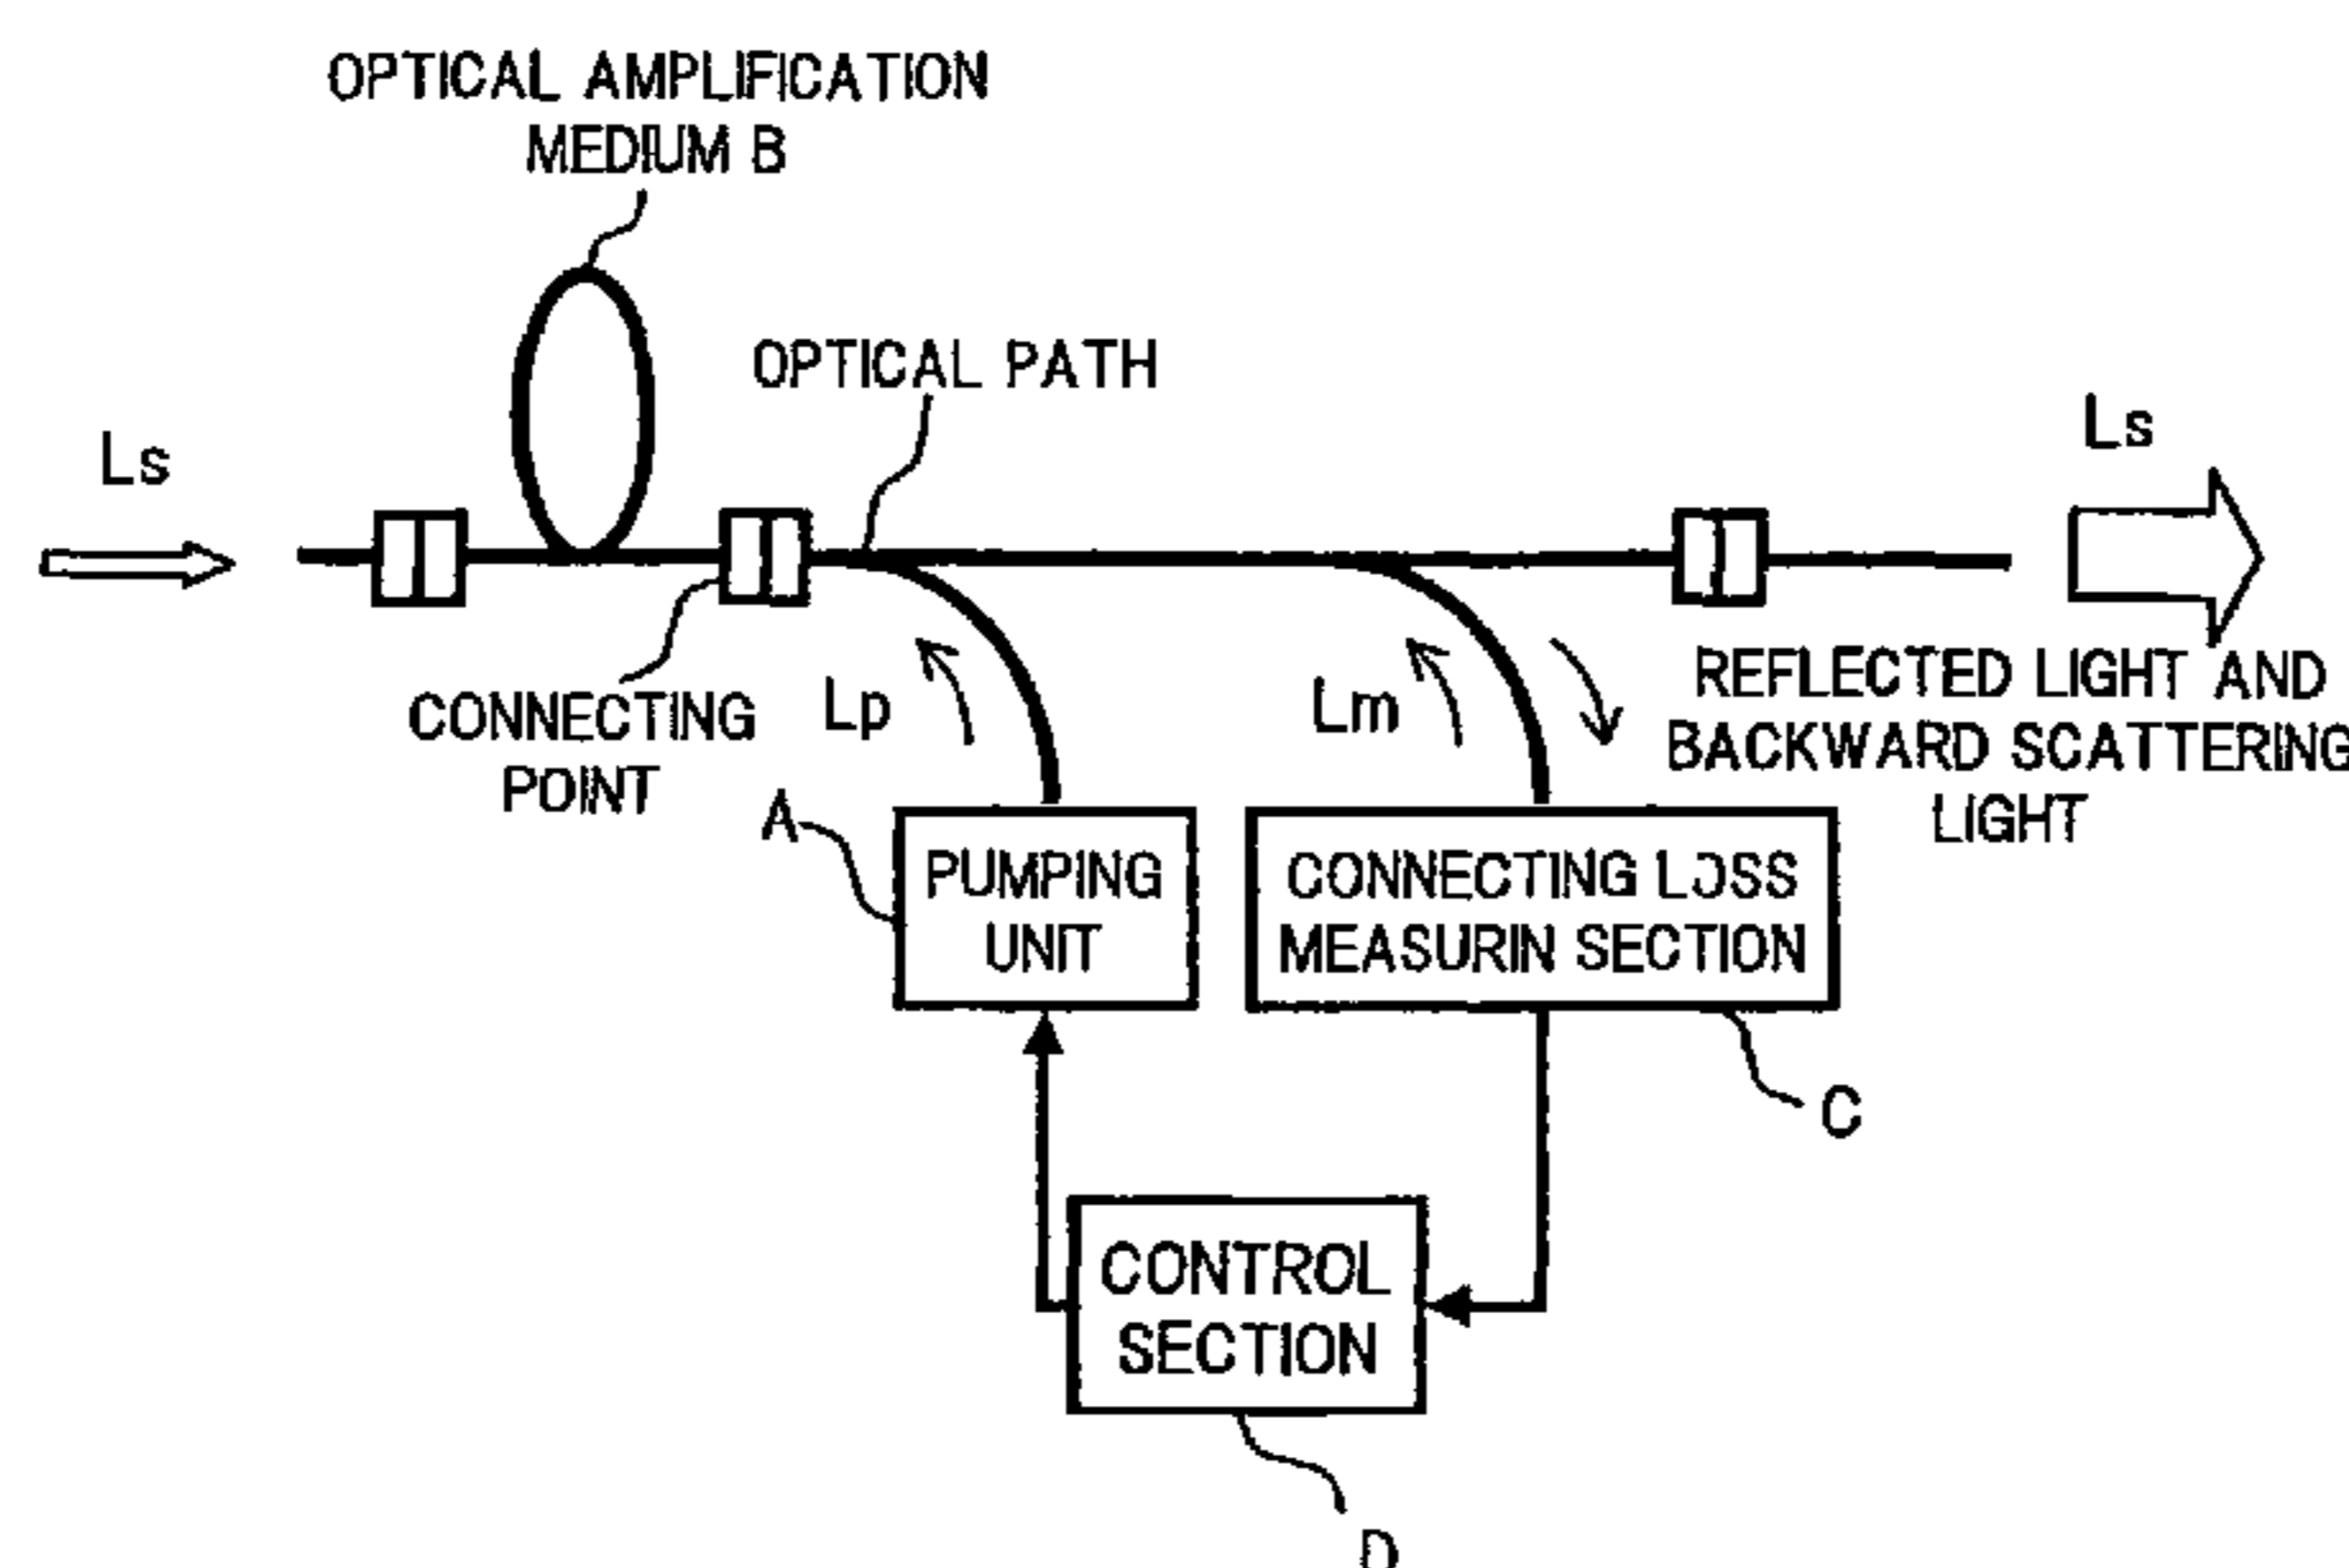 OPTICAL AMPLIFICATION
MEDIUM B
OPTICAL PATH
Ls
Ls
CONNECTING
POINT
Lp
Lm
REFLECTED LIGHT AND
BACKWARD SCATTERING
LIGHT
A
PUMPING
UNIT
CONNECTING LOSS
MEASURIN SECTION
C
CONTROL
SECTION
D